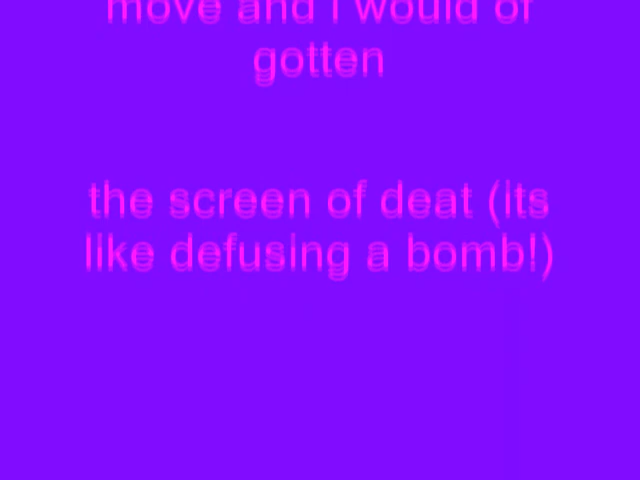 move and i would of
gotten
the screen of deat (its
like defusing a bomb!)